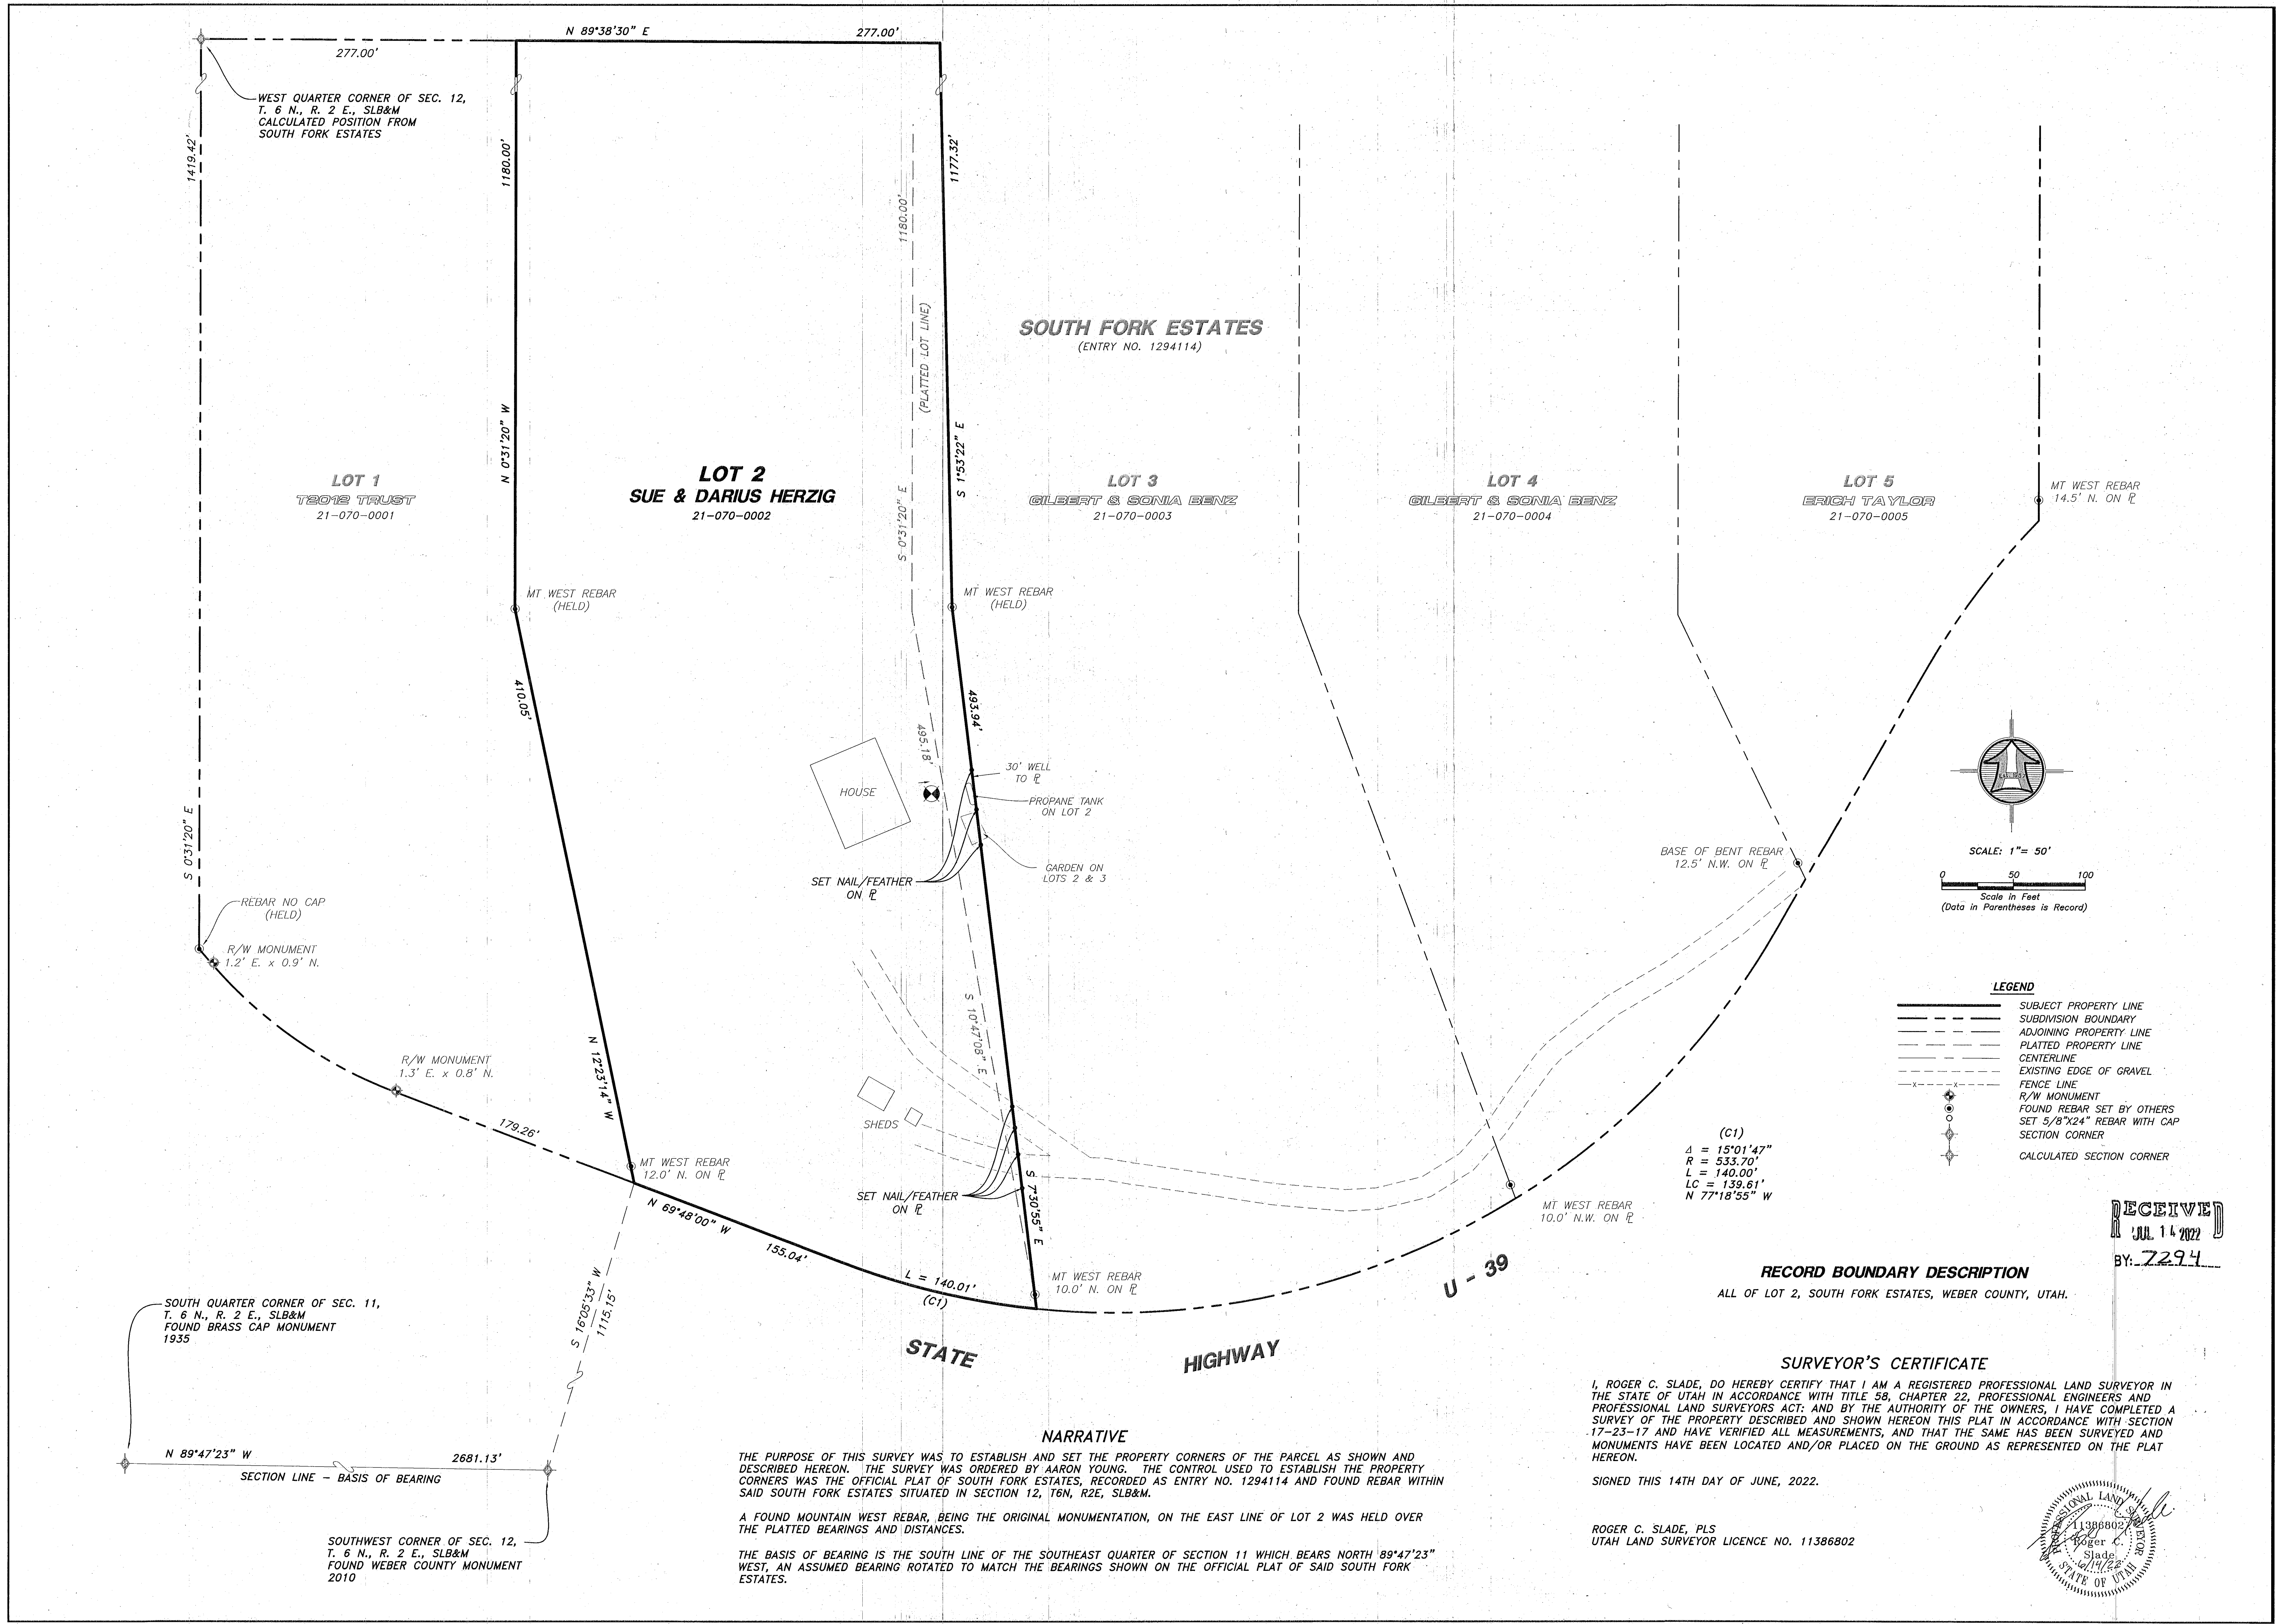 N 89°38'30" E
277.00'
277.00'
WEST QUARTER CORNER OF SEC. 12,
T. 6 N., R. 2 E., SLB&M
CALCULATED POSITION FROM
SOUTH FORK ESTATES
1419.42'
1180.00'
1177.32'
1180.00'
(PLATTED LOT LINE)
SOUTH FORK ESTATES
(ENTRY NO. 1294114)
N 0°31'20" W
S 1°53'22" E
S 0°31'20" E
LOT 1
T2012 TRUST
21-070-0001
LOT 2
SUE & DARIUS HERZIG
21-070-0002
LOT 3
GILBERT & SONIA BENZ
21-070-0003
LOT 4
GILBERT & SONIA BENZ
21-070-0004
LOT 5
ERICH TAYLOR
21-070-0005
MT WEST REBAR
14.5' N. ON PL
MT WEST REBAR
(HELD)
MT WEST REBAR
(HELD)
410.05'
493.94'
495.18'
30' WELL
TO PL
HOUSE
PROPANE TANK
ON LOT 2
GARDEN ON
LOTS 2 & 3
SET NAIL/FEATHER
ON PL
BASE OF BENT REBAR
12.5' N.W. ON PL
SCALE: 1"= 50'
0 50 100
Scale in Feet
(Data in Parentheses is Record)
S 0°31'20" E
REBAR NO CAP
(HELD)
R/W MONUMENT
1.2' E. x 0.9' N.
LEGEND
SUBJECT PROPERTY LINE
SUBDIVISION BOUNDARY
ADJOINING PROPERTY LINE
PLATTED PROPERTY LINE
CENTERLINE
EXISTING EDGE OF GRAVEL
x x FENCE LINE
R/W MONUMENT
FOUND REBAR SET BY OTHERS
SET 5/8"X24" REBAR WITH CAP
SECTION CORNER
CALCULATED SECTION CORNER
S 10°47'08" E
N 12°23'14" W
R/W MONUMENT
1.3' E. x 0.8' N.
SHEDS
179.26'
MT WEST REBAR
12.0' N. ON PL
(C1)
Δ = 15°01'47"
R = 533.70'
L = 140.00'
LC = 139.61'
N 77°18'55" W
SET NAIL/FEATHER
ON PL
S 7°30'55" E
MT WEST REBAR
10.0' N.W. ON PL
N 69°48'00" W
155.04'
L = 140.01'
(C1)
MT WEST REBAR
10.0' N. ON PL
STATE HIGHWAY U - 39
RECEIVED
JUL 14 2022
BY: 7294
RECORD BOUNDARY DESCRIPTION
ALL OF LOT 2, SOUTH FORK ESTATES, WEBER COUNTY, UTAH.
S 16°05'33" W
1115.15'
SOUTH QUARTER CORNER OF SEC. 11,
T. 6 N., R. 2 E., SLB&M
FOUND BRASS CAP MONUMENT
1935
N 89°47'23" W
2681.13'
SECTION LINE - BASIS OF BEARING
SOUTHWEST CORNER OF SEC. 12,
T. 6 N., R. 2 E., SLB&M
FOUND WEBER COUNTY MONUMENT
2010
NARRATIVE
THE PURPOSE OF THIS SURVEY WAS TO ESTABLISH AND SET THE PROPERTY CORNERS OF THE PARCEL AS SHOWN AND
DESCRIBED HEREON. THE SURVEY WAS ORDERED BY AARON YOUNG. THE CONTROL USED TO ESTABLISH THE PROPERTY
CORNERS WAS THE OFFICIAL PLAT OF SOUTH FORK ESTATES, RECORDED AS ENTRY NO. 1294114 AND FOUND REBAR WITHIN
SAID SOUTH FORK ESTATES SITUATED IN SECTION 12, T6N, R2E, SLB&M.
A FOUND MOUNTAIN WEST REBAR, BEING THE ORIGINAL MONUMENTATION, ON THE EAST LINE OF LOT 2 WAS HELD OVER
THE PLATTED BEARINGS AND DISTANCES.
THE BASIS OF BEARING IS THE SOUTH LINE OF THE SOUTHEAST QUARTER OF SECTION 11 WHICH BEARS NORTH 89°47'23"
WEST, AN ASSUMED BEARING ROTATED TO MATCH THE BEARINGS SHOWN ON THE OFFICIAL PLAT OF SAID SOUTH FORK
ESTATES.
SURVEYOR'S CERTIFICATE
I, ROGER C. SLADE, DO HEREBY CERTIFY THAT I AM A REGISTERED PROFESSIONAL LAND SURVEYOR IN
THE STATE OF UTAH IN ACCORDANCE WITH TITLE 58, CHAPTER 22, PROFESSIONAL ENGINEERS AND
PROFESSIONAL LAND SURVEYORS ACT: AND BY THE AUTHORITY OF THE OWNERS, I HAVE COMPLETED A
SURVEY OF THE PROPERTY DESCRIBED AND SHOWN HEREON THIS PLAT IN ACCORDANCE WITH SECTION
17-23-17 AND HAVE VERIFIED ALL MEASUREMENTS, AND THAT THE SAME HAS BEEN SURVEYED AND
MONUMENTS HAVE BEEN LOCATED AND/OR PLACED ON THE GROUND AS REPRESENTED ON THE PLAT
HEREON.
SIGNED THIS 14TH DAY OF JUNE, 2022.
ROGER C. SLADE, PLS
UTAH LAND SURVEYOR LICENCE NO. 11386802
PROFESSIONAL LAND SURVEYOR
11386802
Roger C.
Slade
6/14/22
STATE OF UTAH